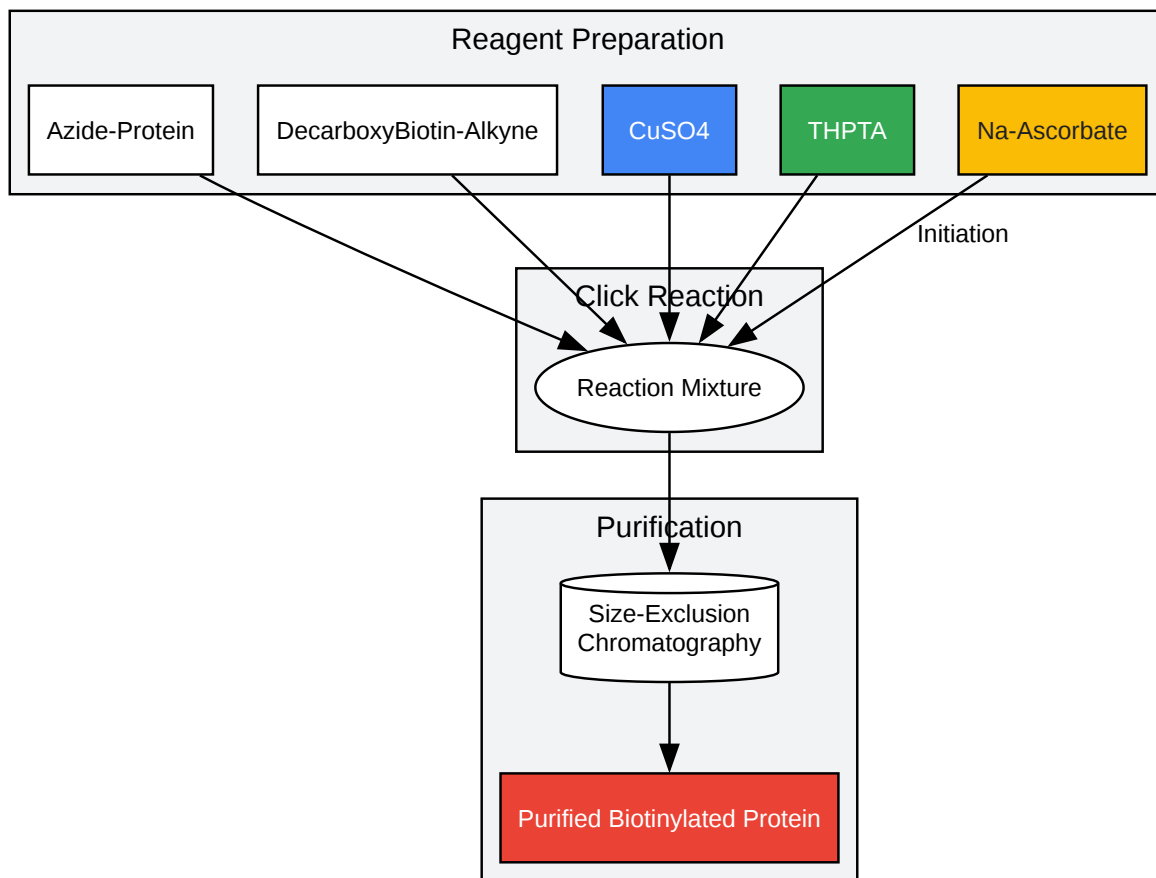 Reagent Preparation
Azide-Protein
DecarboxyBiotin-Alkyne
CuSO4
THPTA
Na-Ascorbate
Initiation
Click Reaction
Reaction Mixture
Purification
Size-Exclusion
Chromatography
Purified Biotinylated Protein